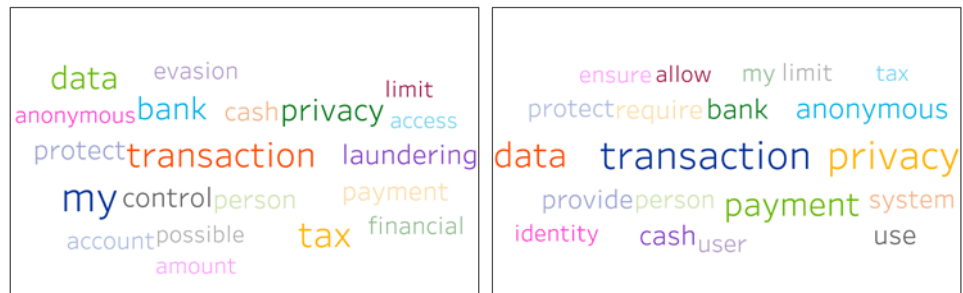 evasion
data
limit
anonymous bank cash privacy access
protect transaction laundering
my control person payment
account possible tax financial
amount
ensure allow my limit tax
protect require bank anonymous
data transaction privacy
provide person payment system
identity cash user use